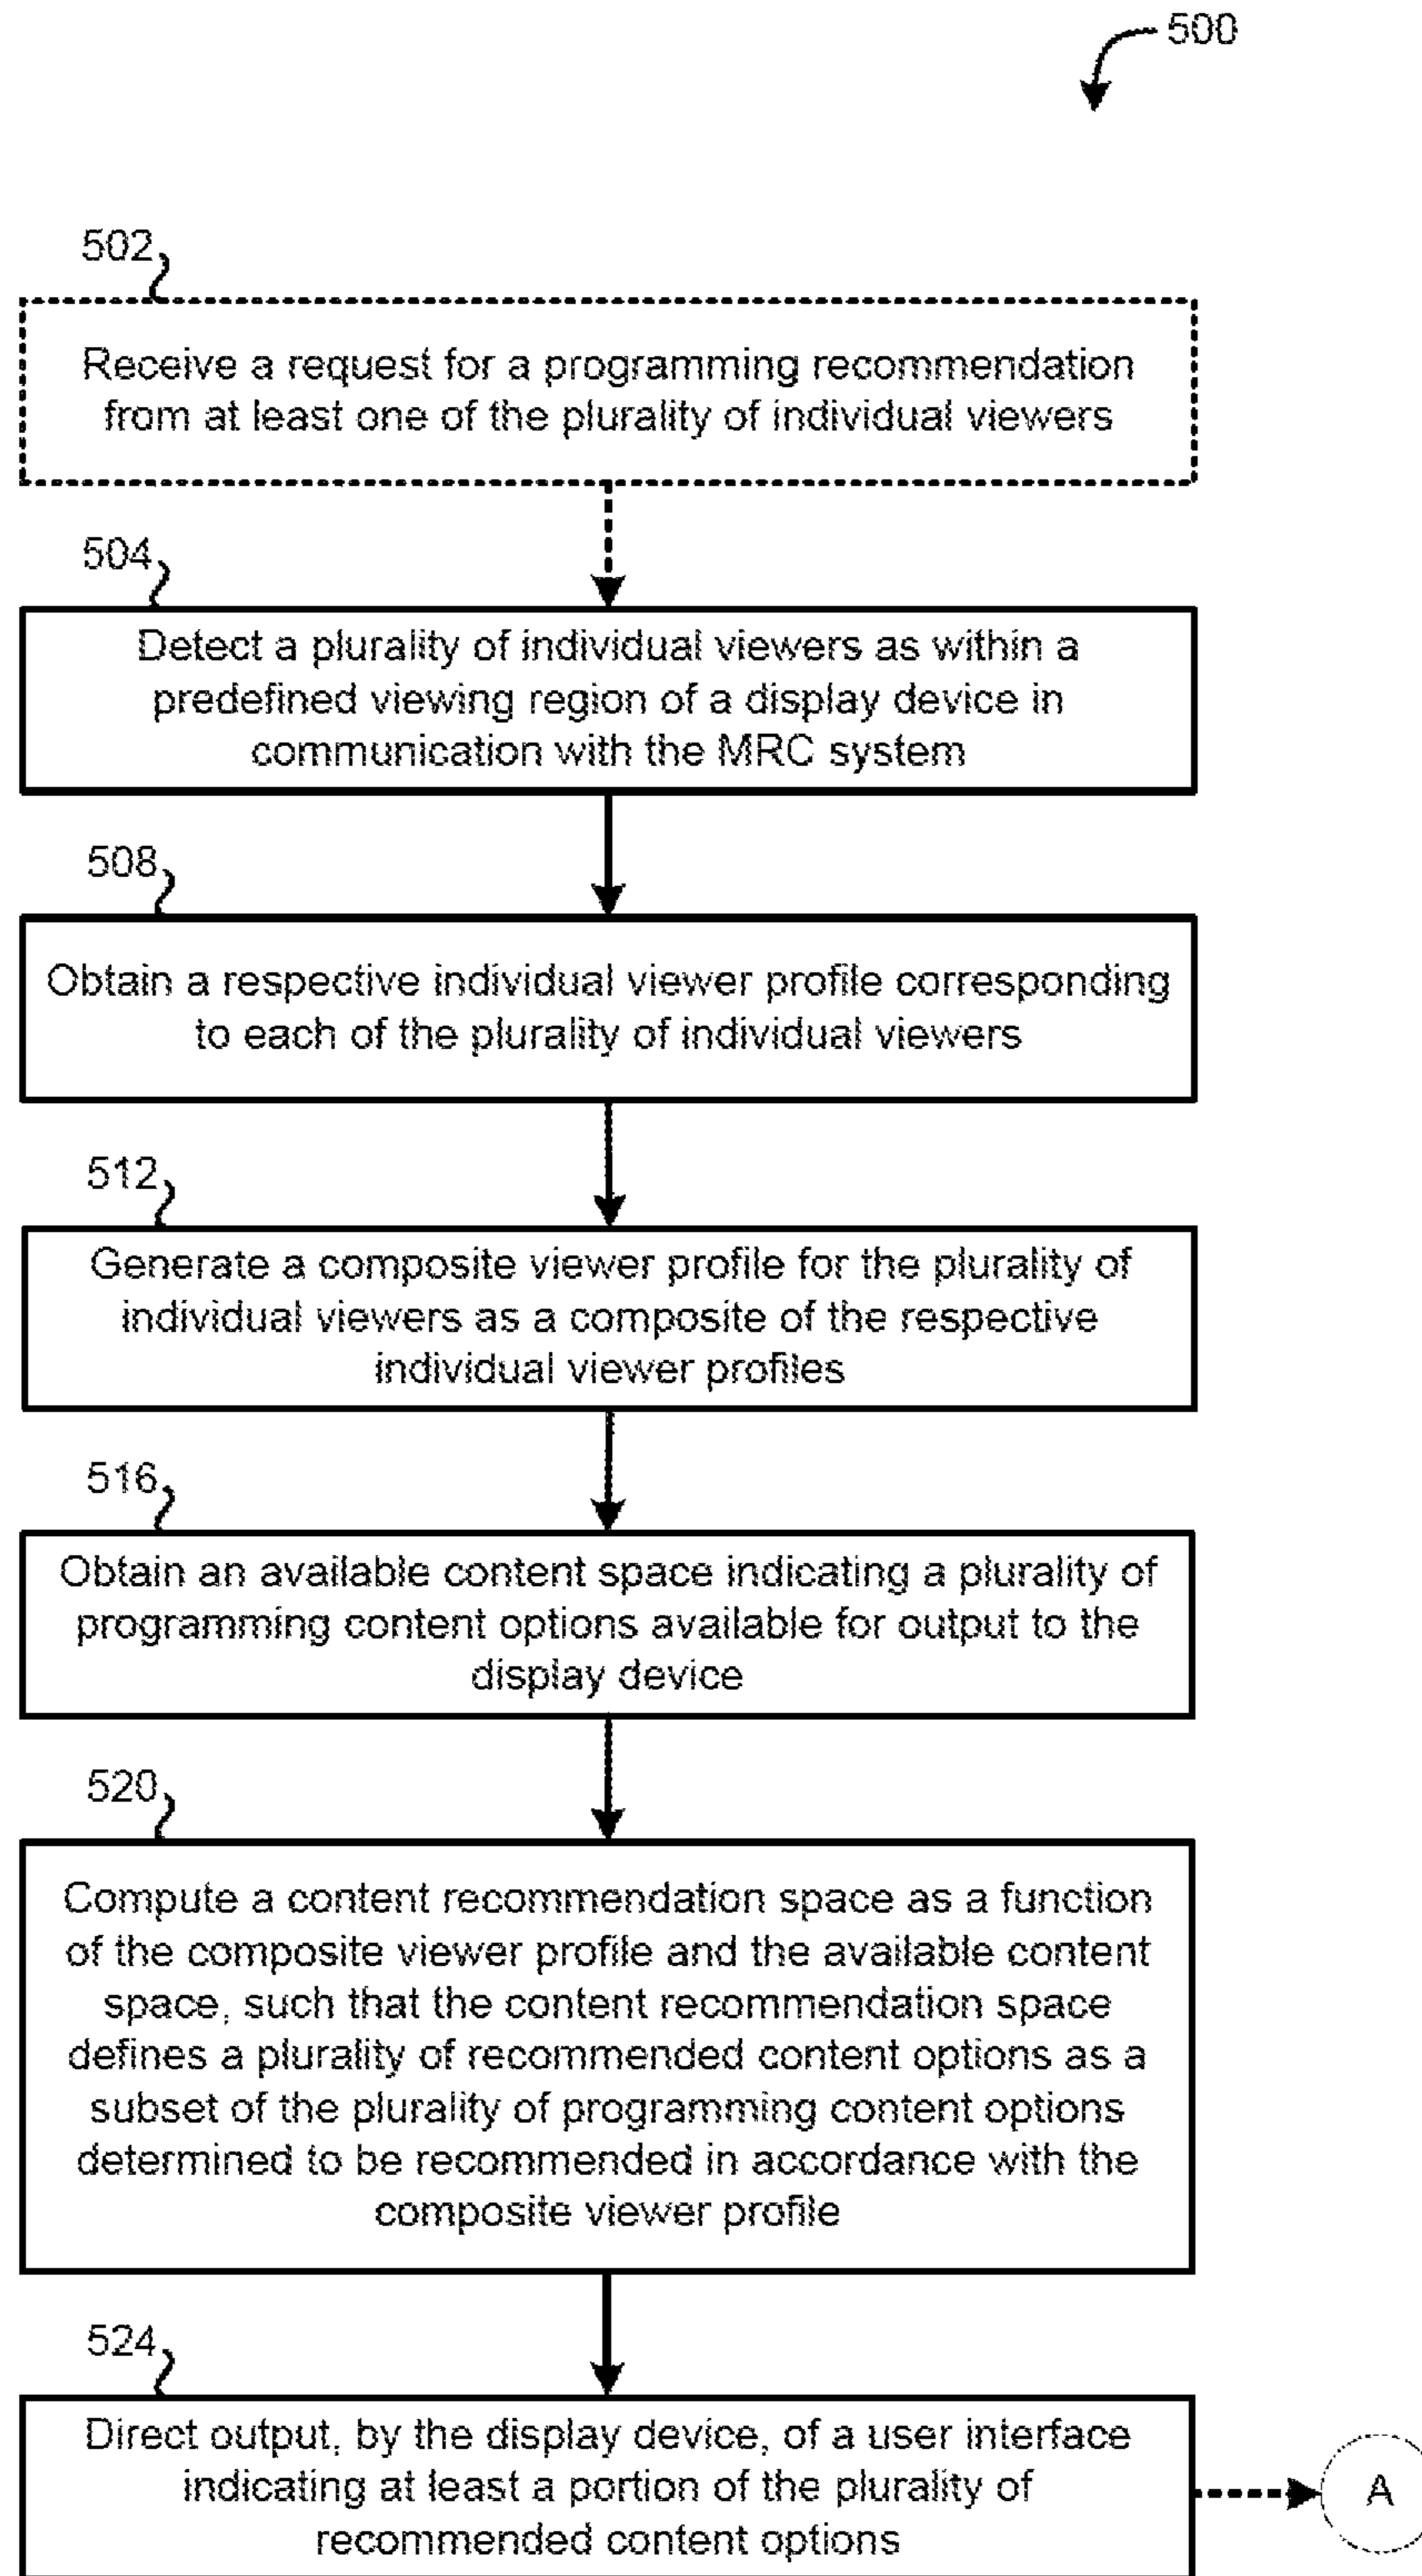 500
502
Receive a request for a programming recommendation
from at least one of the plurality of individual viewers
504
Detect a plurality of individual viewers as within a
predefined viewing region of a display device in
communication with the MRC system
508
Obtain a respective individual viewer profile corresponding
to each of the plurality of individual viewers
512
Generate a composite viewer profile for the plurality of
individual viewers as a composite of the respective
individual viewer profiles
516
Obtain an available content space indicating a plurality of
programming content options available for output to the
display device
520
Compute a content recommendation space as a function
of the composite viewer profile and the available content
space, such that the content recommendation space
defines a plurality of recommended content options as a
subset of the plurality of programming content options
determined to be recommended in accordance with the
composite viewer profile
524
Direct output, by the display device, of a user interface
indicating at least a portion of the plurality of
recommended content options
A